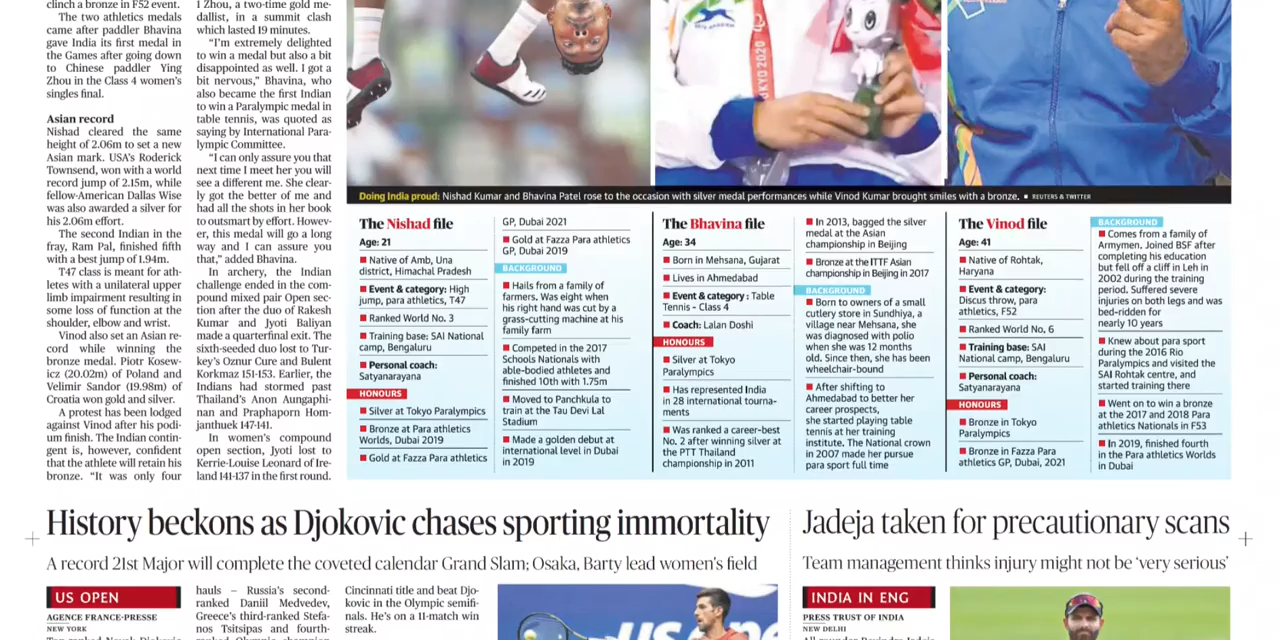 clinch a bronze in F52 event.
The two athletics medals
came after paddler Bhavina
gave India its first medal in
the Games after going down
to Chinese paddler Ying
Zhou in the Class 4 women's
singles final.
Asian record
Nishad cleared the same
height of 2.06m to set a new
Asian mark. USA's Roderick
Townsend, won with a world
record jump of 2.15m, while
fellow-American Dallas Wise
was also awarded a silver for
his 2.06m effort.
The second Indian in the
fray, Ram Pal, finished fifth
with a best jump of 1.94m.
T47 class is meant for ath-
letes with a unilateral upper
limb impairment resulting in
some loss of function at the
shoulder, elbow and wrist.
Vinod also set an Asian re-
cord while winning the
bronze medal. Piotr Kosew-
icz (20.02m) of Poland and
Velimir Sandor (19.98m) of
Croatia won gold and silver.
A protest has been lodged
against Vinod after his podi-
um finish. The Indian contin-
gent is, however, confident
that the athlete will retain his
bronze. "It was only four
1 Zhou, a two-time gold me-
dallist, in a summit clash
which lasted 19 minutes.
"I'm extremely delighted
to win a medal but also a bit
disappointed as well. I got a
bit nervous," Bhavina, who
also became the first Indian
to win a Paralympic medal in
table tennis, was quoted as
saying by International Para-
lympic Committee.
"I can only assure you that
next time I meet her you will
see a different me. She clear-
ly got the better of me and
had all the shots in her book
to outsmart by effort. Howev-
er, this medal will go a long
way and I can assure you
that," added Bhavina.
In archery, the Indian
challenge ended in the com-
pound mixed pair Open sec-
tion after the duo of Rakesh
Kumar and Jyoti Baliyan
made a quarterfinal exit. The
sixth-seeded duo lost to Tur-
key's Oznur Cure and Bulent
Korkmaz 151-153. Earlier, the
Indians had stormed past
Thailand's Anon Aungaphi-
nan and Praphaporn Hom-
janthuek 147-141.
In women's compound
open section, Jyoti lost to
Kerrie-Louise Leonard of Ire-
land 141-137 in the first round.
TOKYO 2020
Doing India proud: Nishad Kumar and Bhavina Patel rose to the occasion with silver medal performances while Vinod Kumar brought smiles with a bronze. ■ REUTERS & TWITTER
The Nishad file
Age: 21
■ Native of Amb, Una
district, Himachal Pradesh
■ Event & category: High
jump, para athletics, T47
■ Ranked World No. 3
■ Training base: SAI National
camp, Bengaluru
■ Personal coach:
Satyanarayana
HONOURS
■ Silver at Tokyo Paralympics
■ Bronze at Para athletics
Worlds, Dubai 2019
■ Gold at Fazza Para athletics
GP, Dubai 2021
■ Gold at Fazza Para athletics
GP, Dubai 2019
BACKGROUND
■ Hails from a family of
farmers. Was eight when
his right hand was cut by a
grass-cutting machine at his
family farm
■ Competed in the 2017
Schools Nationals with
able-bodied athletes and
finished 10th with 1.75m
■ Moved to Panchkula to
train at the Tau Devi Lal
Stadium
■ Made a golden debut at
international level in Dubai
in 2019
The Bhavina file
Age: 34
■ Born in Mehsana, Gujarat
■ Lives in Ahmedabad
■ Event & category : Table
Tennis - Class 4
■ Coach: Lalan Doshi
HONOURS
■ Silver at Tokyo
Paralympics
■ Has represented India
in 28 international tourna-
ments
■ Was ranked a career-best
No. 2 after winning silver at
the PTT Thailand
championship in 2011
■ In 2013, bagged the silver
medal at the Asian
championship in Beijing
■ Bronze at the ITTF Asian
championship in Beijing in 2017
BACKGROUND
■ Born to owners of a small
cutlery store in Sundhiya, a
village near Mehsana, she
was diagnosed with polio
when she was 12 months
old. Since then, she has been
wheelchair-bound
■ After shifting to
Ahmedabad to better her
career prospects,
she started playing table
tennis at her training
institute. The National crown
in 2007 made her pursue
para sport full time
The Vinod file
Age: 41
■ Native of Rohtak,
Haryana
■ Event & category:
Discus throw, para
athletics, F52
■ Ranked World No. 6
■ Training base: SAI
National camp, Bengaluru
■ Personal coach:
Satyanarayana
HONOURS
■ Bronze in Tokyo
Paralympics
■ Bronze in Fazza Para
athletics GP, Dubai, 2021
BACKGROUND
■ Comes from a family of
Armymen. Joined BSF after
completing his education
but fell off a cliff in Leh in
2002 during the training
period. Suffered severe
injuries on both legs and was
bed-ridden for
nearly 10 years
■ Knew about para sport
during the 2016 Rio
Paralympics and visited the
SAI Rohtak centre, and
started training there
■ Went on to win a bronze
at the 2017 and 2018 Para
athletics Nationals in F53
■ In 2019, finished fourth
in the Para athletics Worlds
in Dubai
History beckons as Djokovic chases sporting immortality
A record 21st Major will complete the coveted calendar Grand Slam; Osaka, Barty lead women's field
US OPEN
AGENCE FRANCE-PRESSE
NEW YORK
hauls – Russia's second-
ranked Daniil Medvedev,
Greece's third-ranked Stefa-
nos Tsitsipas and fourth-
Cincinnati title and beat Djo-
kovic in the Olympic semifi-
nals. He's on a 11-match win
streak.
us
Jadeja taken for precautionary scans
Team management thinks injury might not be 'very serious'
INDIA IN ENG
PRESS TRUST OF INDIA
NEW DELHI